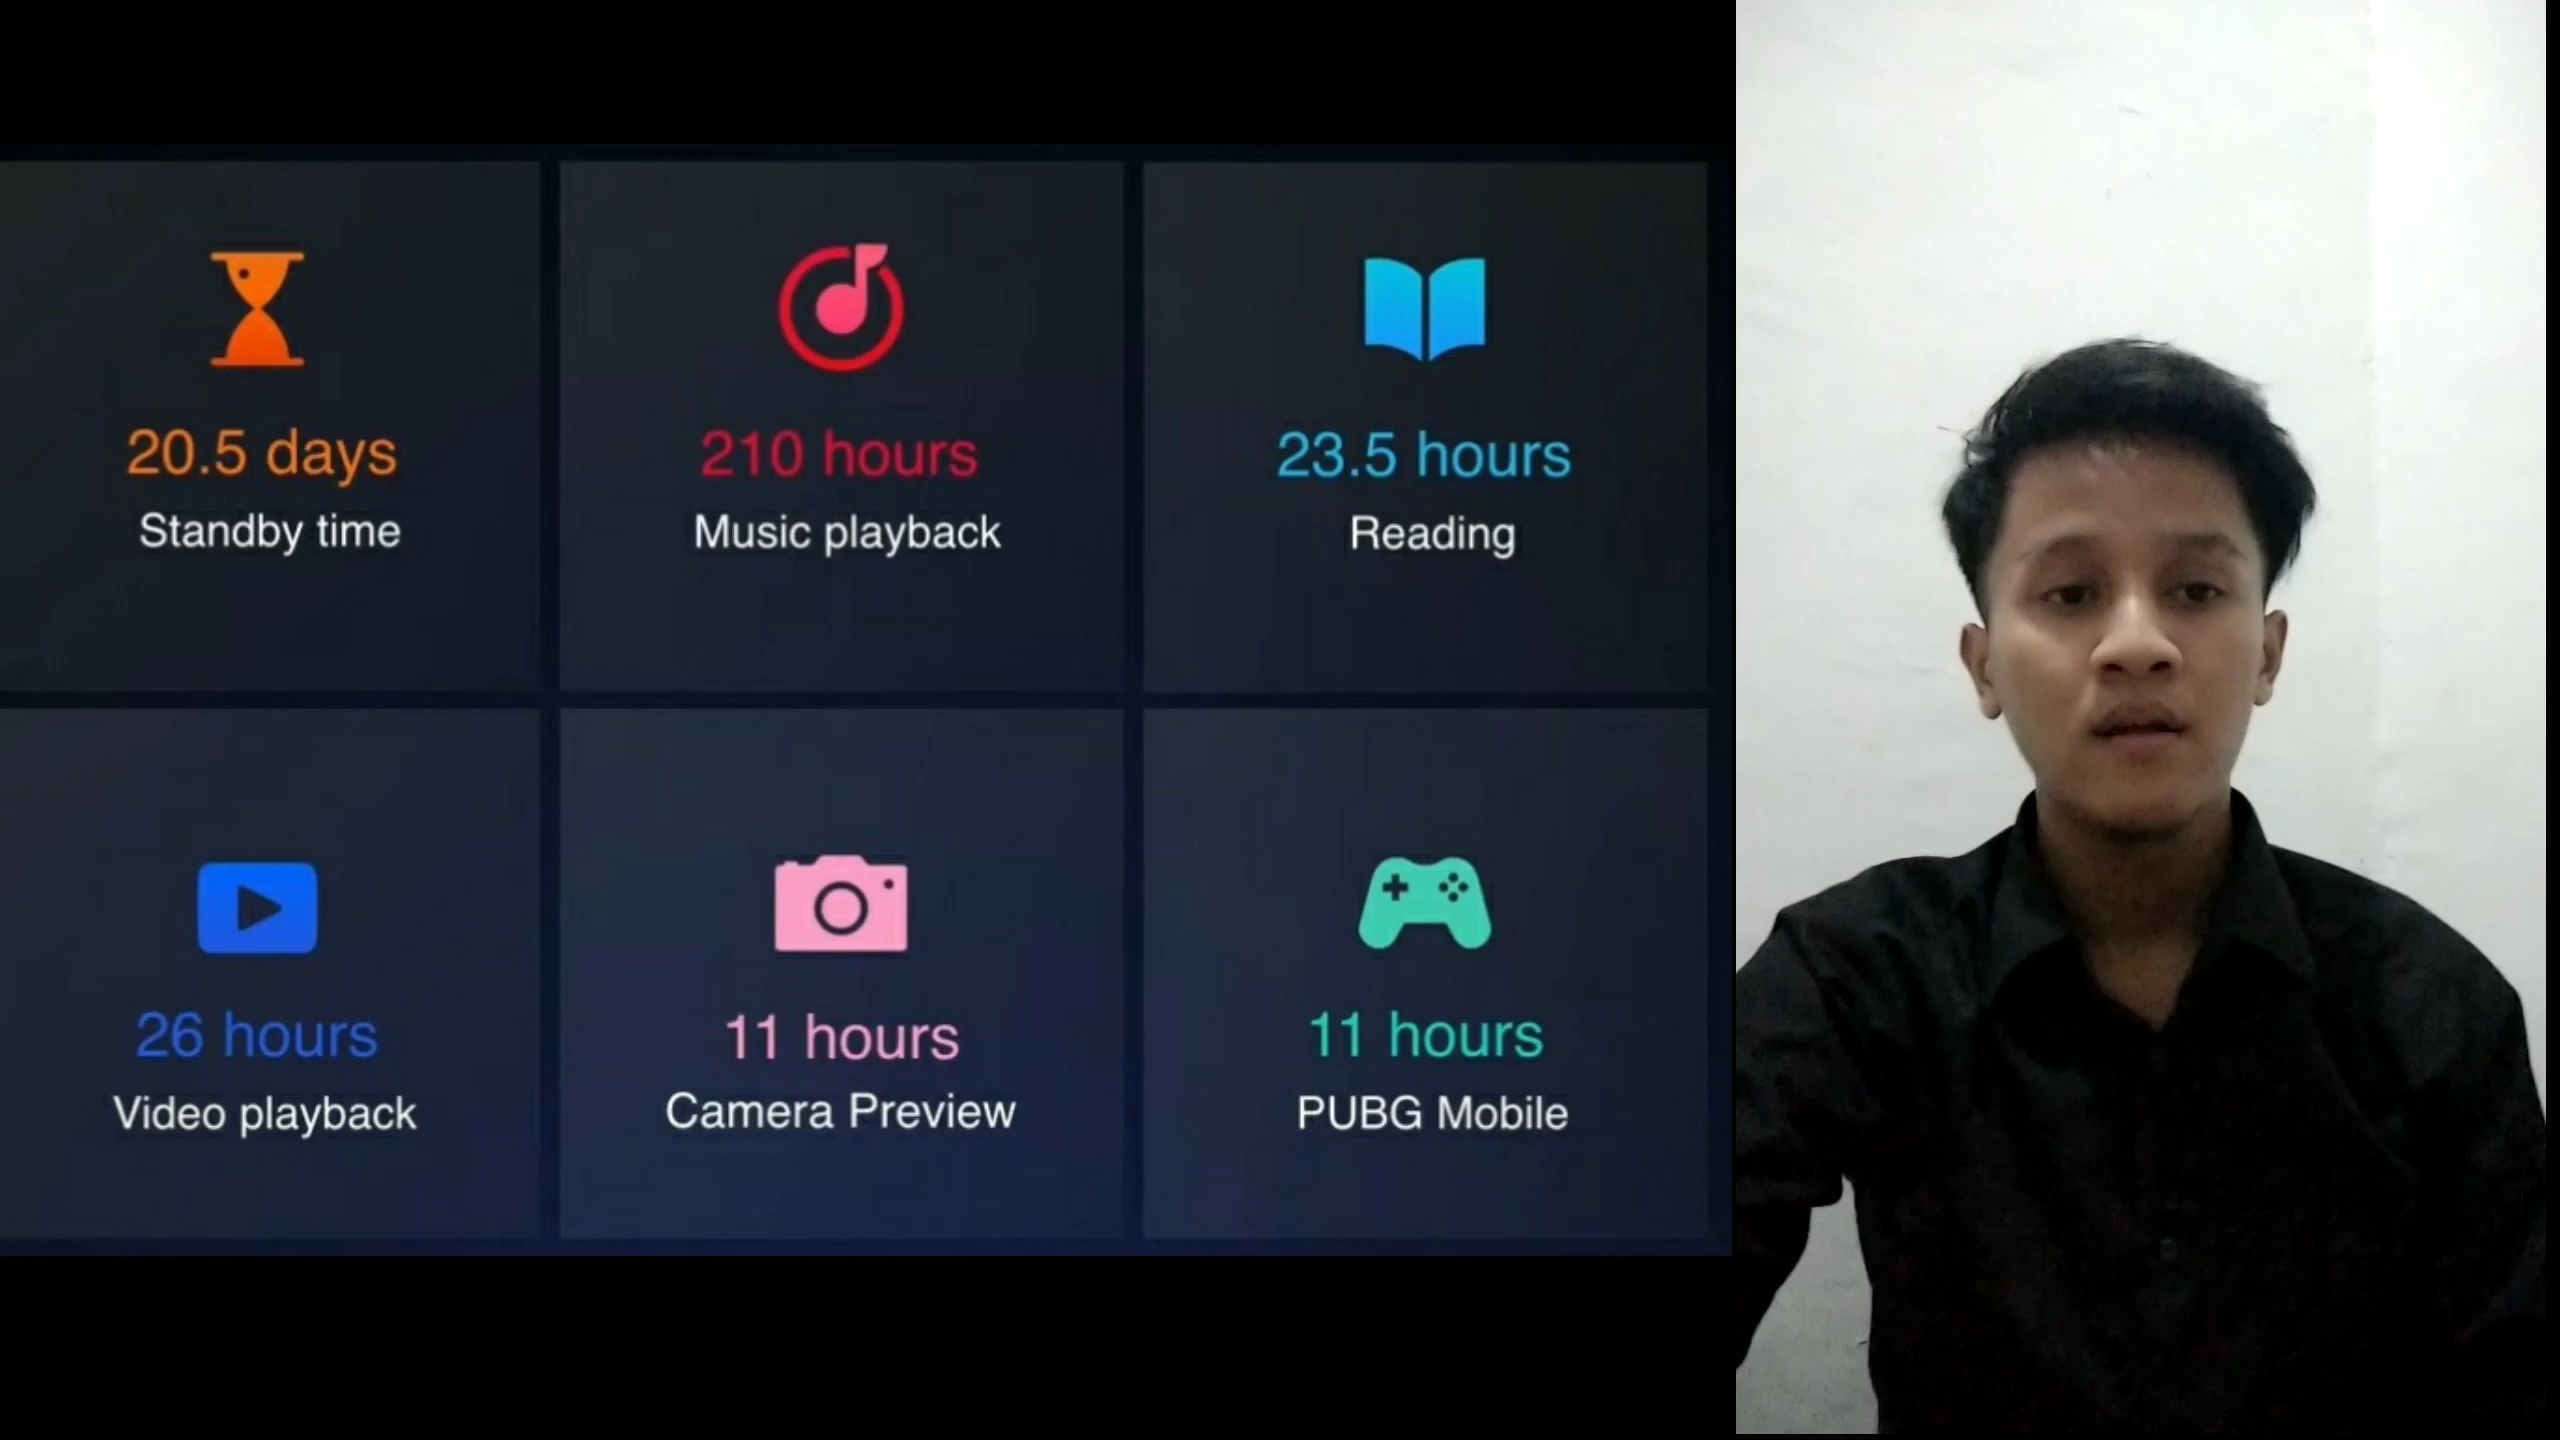 20.5 days
Standby time
210 hours
Music playback
23.5 hours
Reading
26 hours
Video playback
11 hours
Camera Preview
11 hours
PUBG Mobile